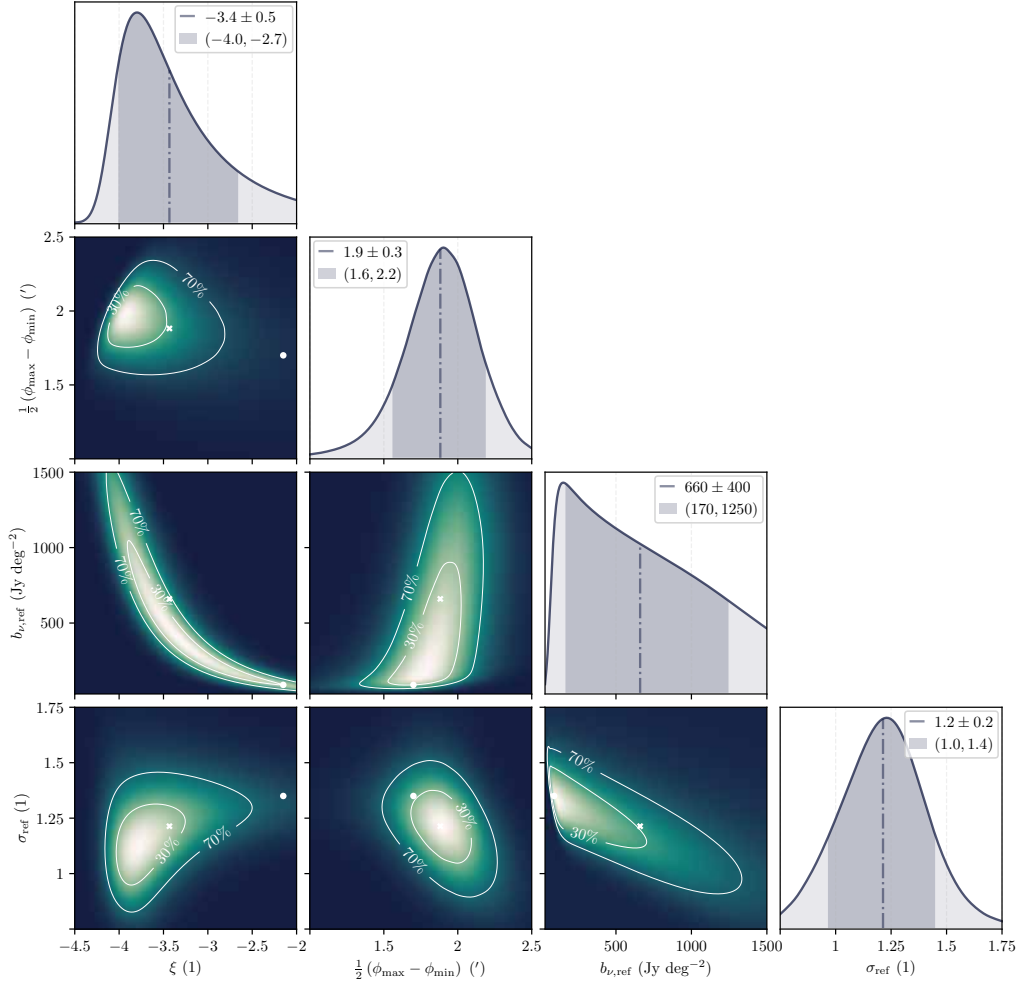 −3.4 ± 0.5
(−4.0, −2.7)
2.5
2
1.5
½ (ϕmax − ϕmin) (′)
70%
30%
1.9 ± 0.3
(1.6, 2.2)
1500
1000
500
bν,ref (Jy deg−2)
70%
70%
30%
70%
30%
660 ± 400
(170, 1250)
1.75
1.5
1.25
1
σref (1)
30%
70%
30%
70%
70%
30%
1.2 ± 0.2
(1.0, 1.4)
−4.5 −4 −3.5 −3 −2.5 −2
ξ (1)
1.5 2 2.5
½ (ϕmax − ϕmin) (′)
500 1000 1500
bν,ref (Jy deg−2)
1 1.25 1.5 1.75
σref (1)